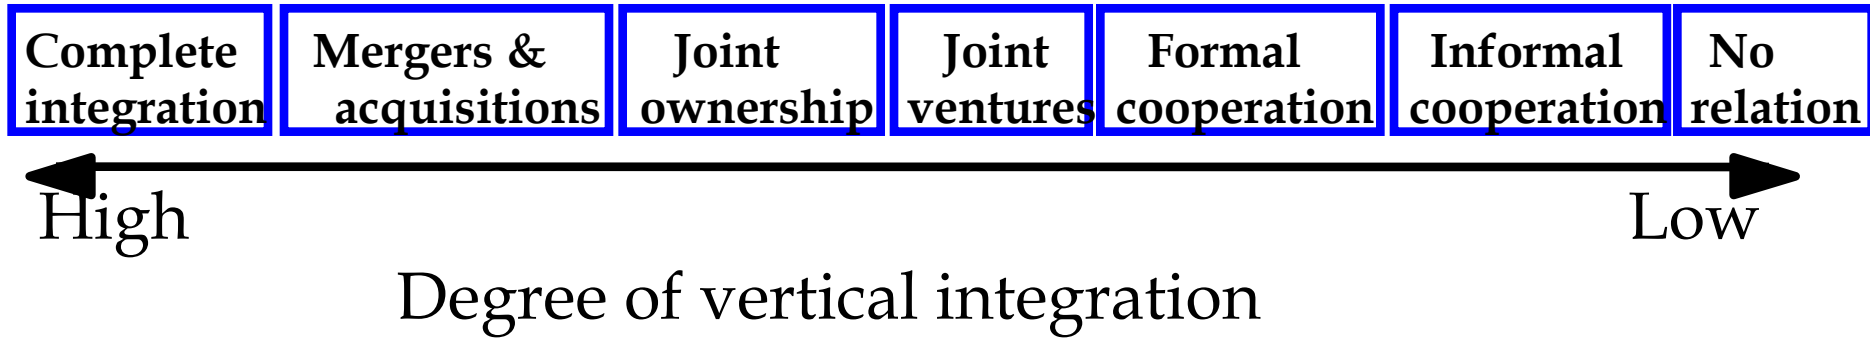 Complete integration
Mergers & acquisitions
Joint ownership
Joint ventures
Formal cooperation
Informal cooperation
No relation
High
Low
Degree of vertical integration